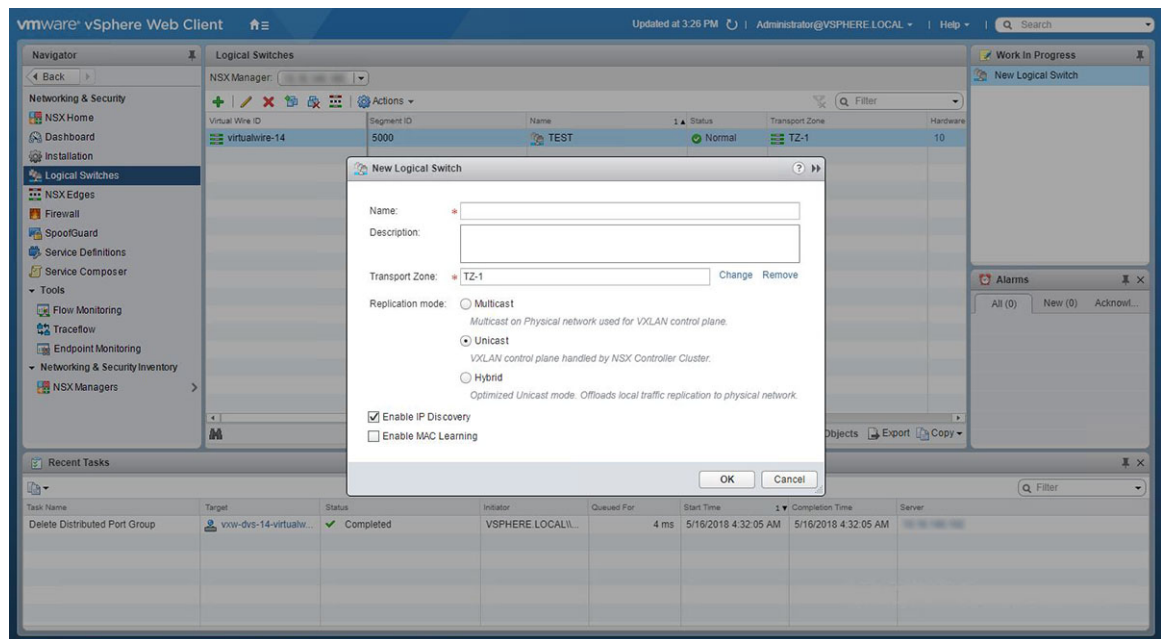 vmware® vSphere Web Client
Updated at 3:26 PM | Administrator@VSPHERE.LOCAL | Help | Search
Navigator
Back
Networking & Security
NSX Home
Dashboard
Installation
Logical Switches
NSX Edges
Firewall
SpoofGuard
Service Definitions
Service Composer
Tools
Flow Monitoring
Traceflow
Endpoint Monitoring
Networking & Security Inventory
NSX Managers
Logical Switches
NSX Manager:
Actions
Filter
Virtual Wire ID Segment ID Name 1 Status Transport Zone Hardware
virtualwire-14 5000 TEST Normal TZ-1 10
New Logical Switch
Name: *
Description:
Transport Zone: * TZ-1 Change Remove
Replication mode: Multicast
Multicast on Physical network used for VXLAN control plane.
Unicast
VXLAN control plane handled by NSX Controller Cluster.
Hybrid
Optimized Unicast mode. Offloads local traffic replication to physical network.
Enable IP Discovery
Enable MAC Learning
OK Cancel
Objects Export Copy
Work In Progress
New Logical Switch
Alarms
All (0) New (0) Acknowl...
Recent Tasks
Filter
Task Name Target Status Initiator Queued For Start Time 1 Completion Time Server
Delete Distributed Port Group vxw-dvs-14-virtualw... Completed VSPHERE.LOCAL\\... 4 ms 5/16/2018 4:32:05 AM 5/16/2018 4:32:05 AM